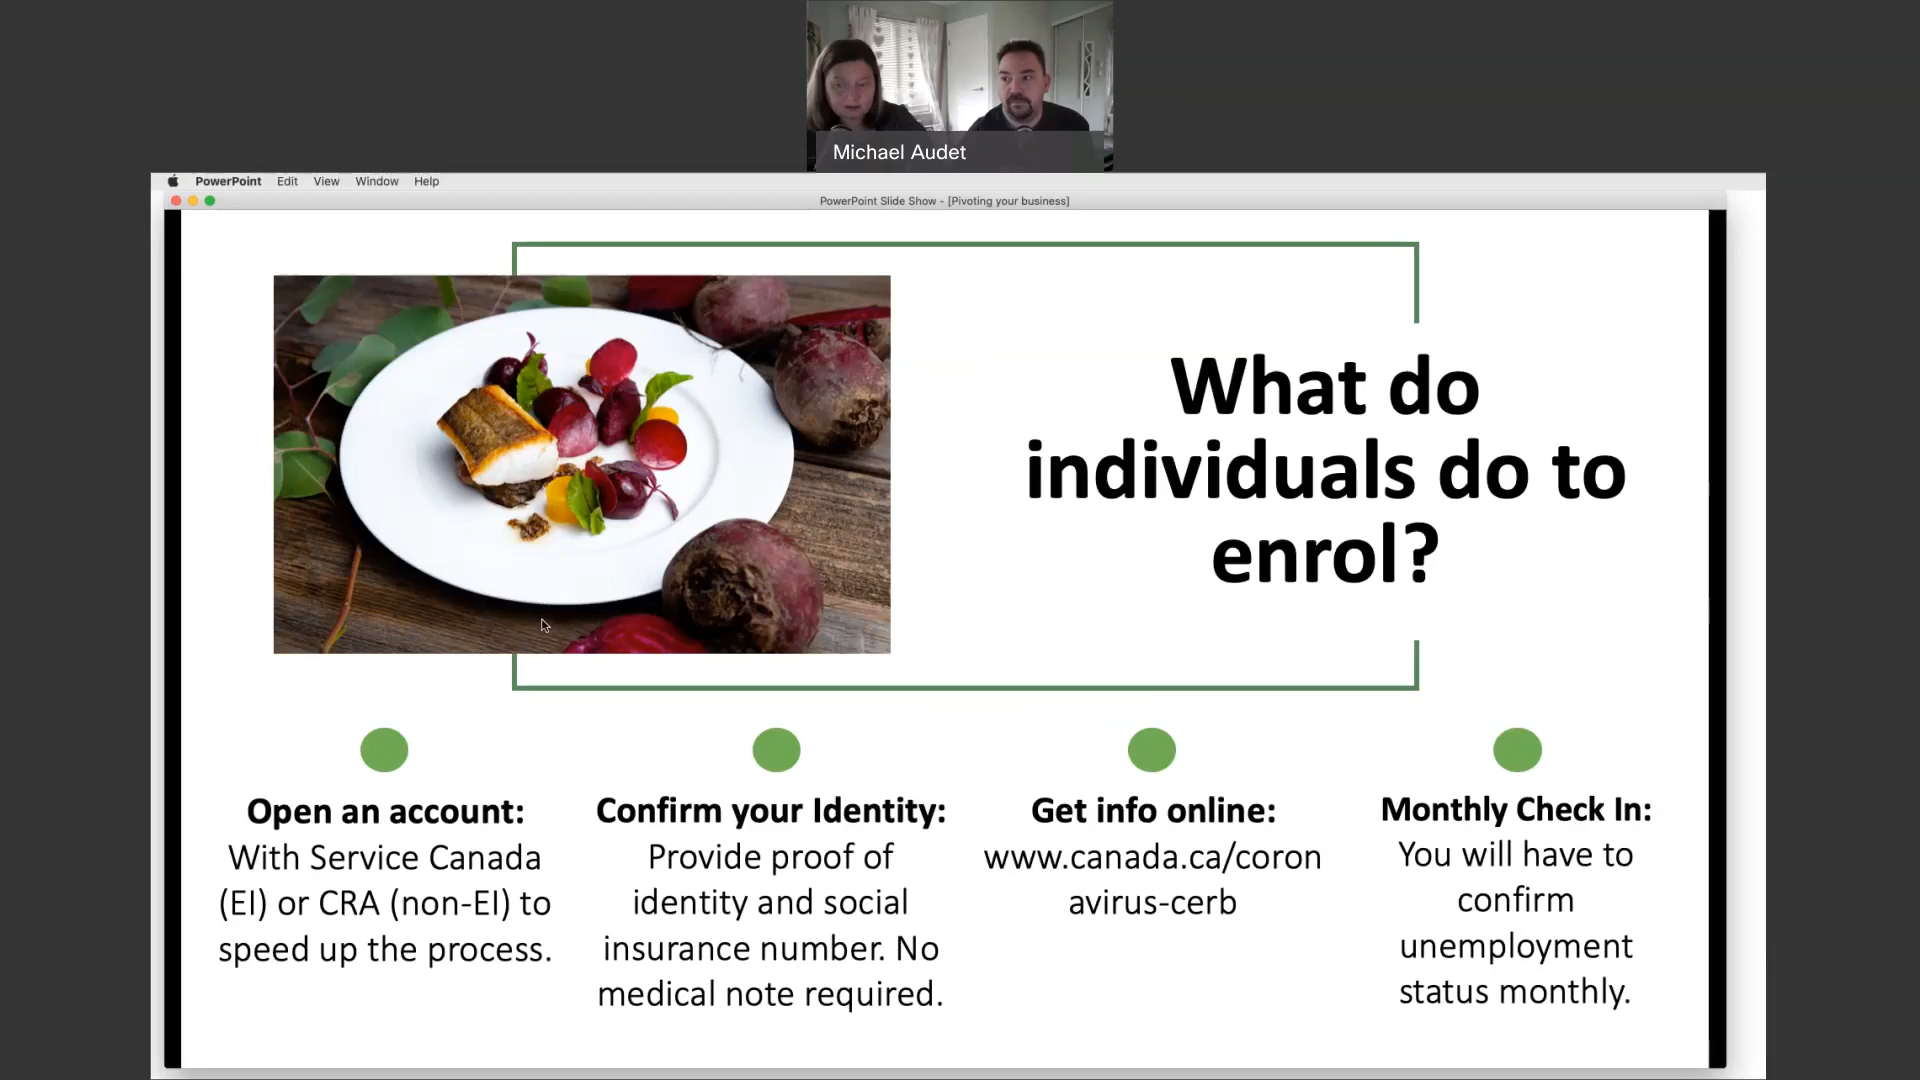 Michael Audet
PowerPoint Edit View Window Help
PowerPoint Slide Show - [Pivoting your business]
What do
individuals do to
enrol?
Open an account:
With Service Canada
(EI) or CRA (non-EI) to
speed up the process.
Confirm your Identity:
Provide proof of
identity and social
insurance number. No
medical note required.
Get info online:
www.canada.ca/coron
avirus-cerb
Monthly Check In:
You will have to
confirm
unemployment
status monthly.